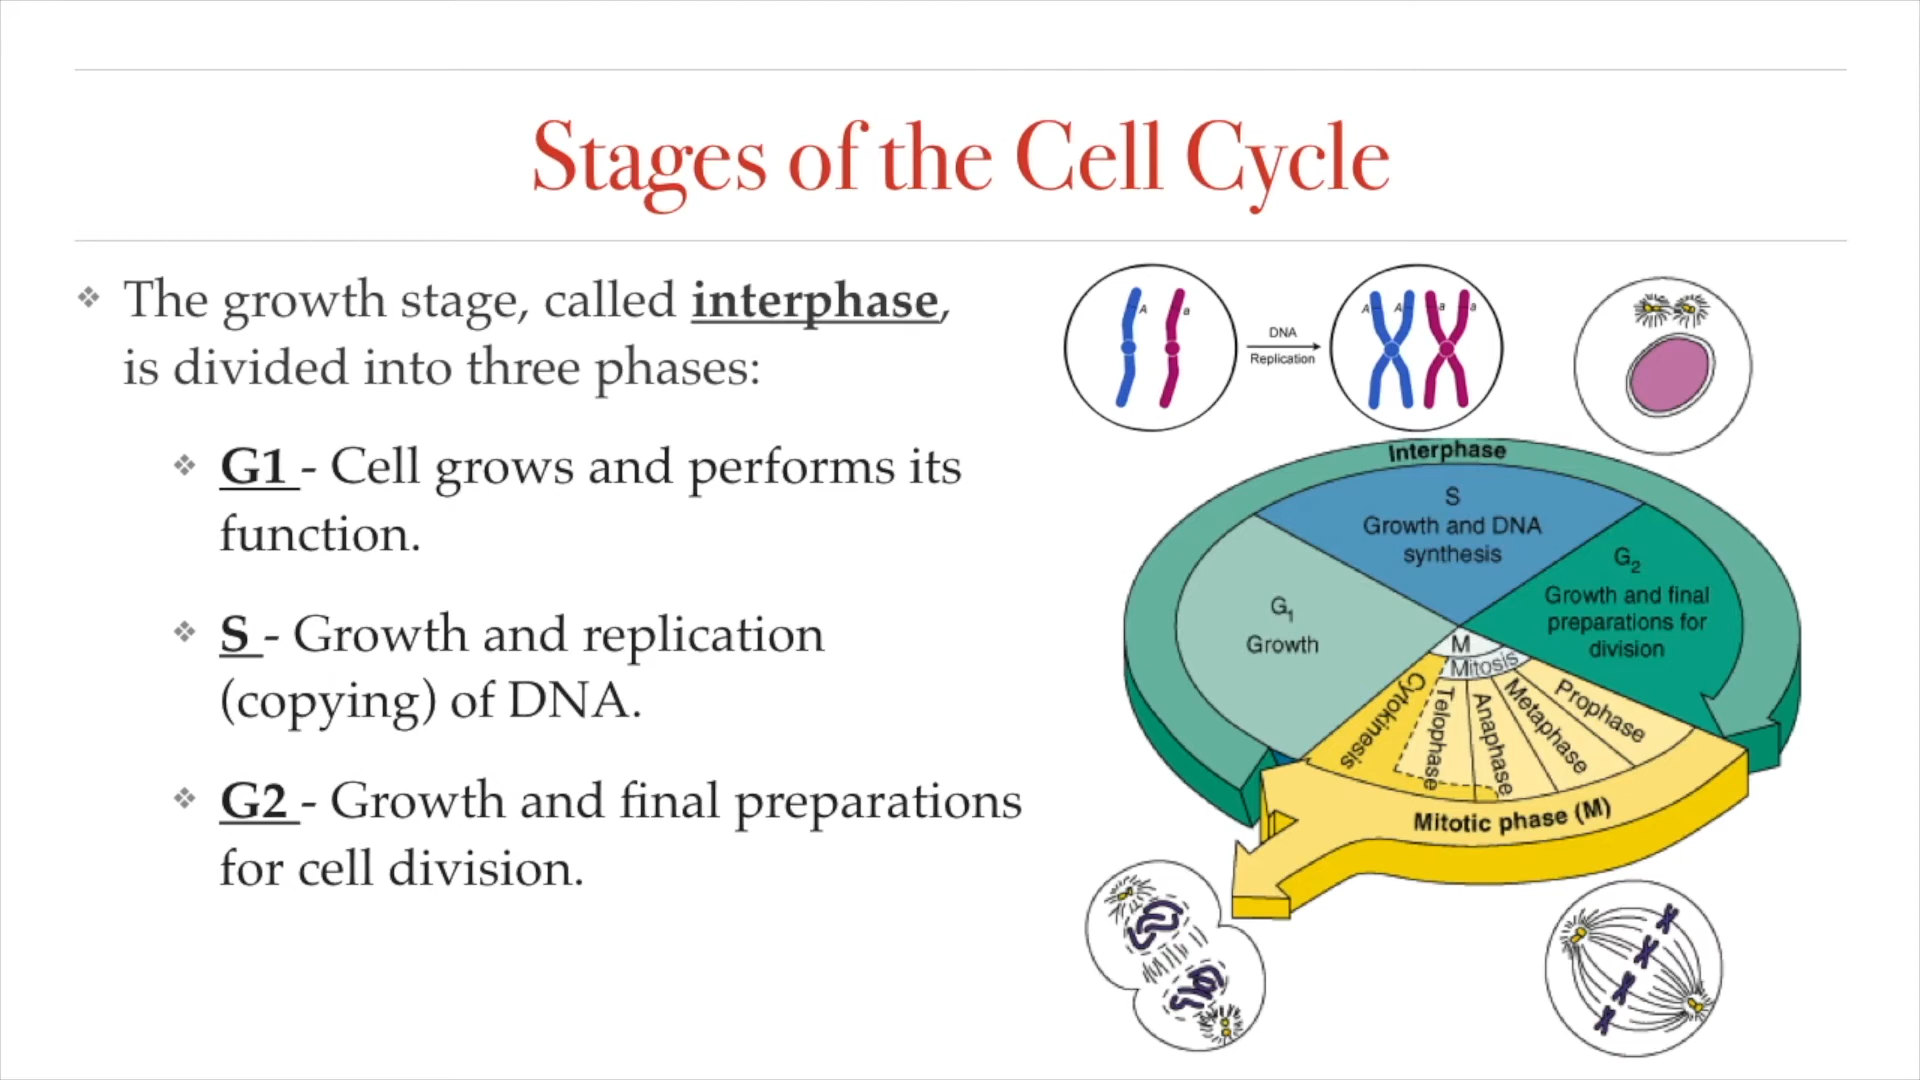 Stages of the Cell Cycle
❖ The growth stage, called interphase,
is divided into three phases:
❖ G1 - Cell grows and performs its
function.
❖ S - Growth and replication
(copying) of DNA.
❖ G2 - Growth and final preparations
for cell division.
A
a
DNA
Replication
A A a a
Interphase
S
Growth and DNA
synthesis
G₂
Growth and final
preparations for
division
G₁
Growth
M
Mitosis
Cytokinesis
Telophase
Anaphase
Metaphase
Prophase
Mitotic phase (M)